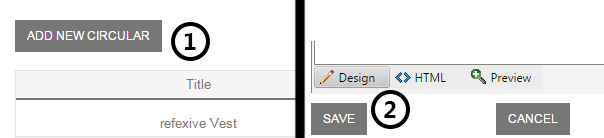 ADD NEW CIRCULAR
1
Title
refexive Vest
Design
HTML
Preview
2
SAVE
CANCEL